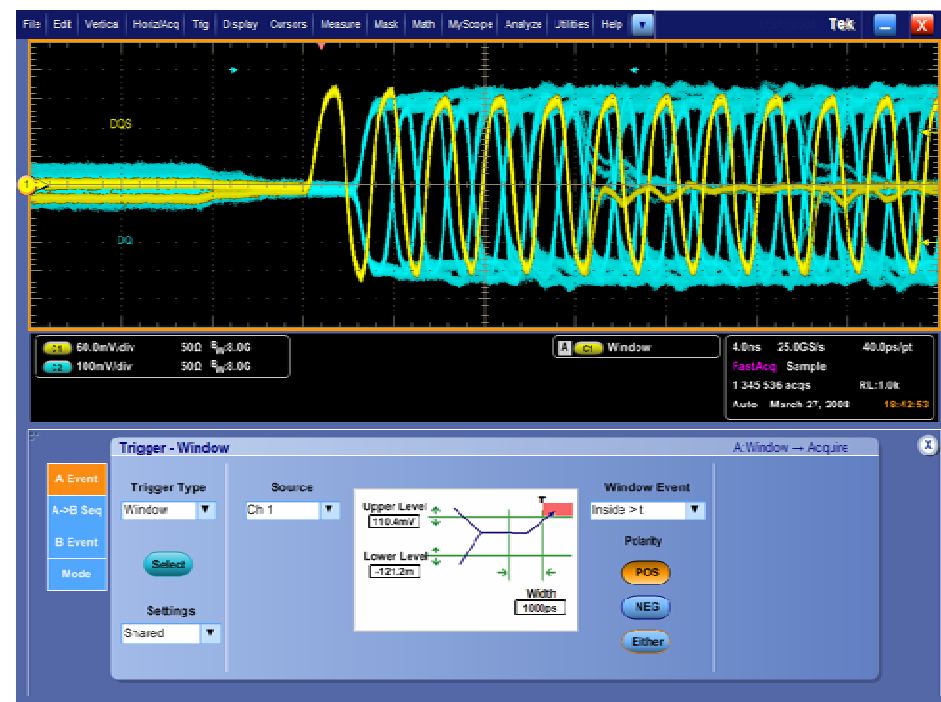 File Edit Vertical Horiz/Acq Trig Display Cursors Measure Mask Math MyScope Analyze Utilities Help Tek
DQS
1
DQ
C1 60.0mV/div 50Ω BW:8.0G
C2 100mV/div 50Ω BW:8.0G
A C1 Window
4.0ns 25.0GS/s 40.0ps/pt
FastAcq Sample
1 345 536 acqs RL:1.0k
Auto March 27, 2008 18:42:53
Trigger - Window A:Window → Acquire
A Event
A->B Seq
B Event
Mode
Trigger Type
Window
Select
Settings
Shared
Source
Ch 1
T
Upper Level
110.4mV
Lower Level
-121.2m
Width
1000ps
Window Event
Inside > t
Polarity
POS
NEG
Either